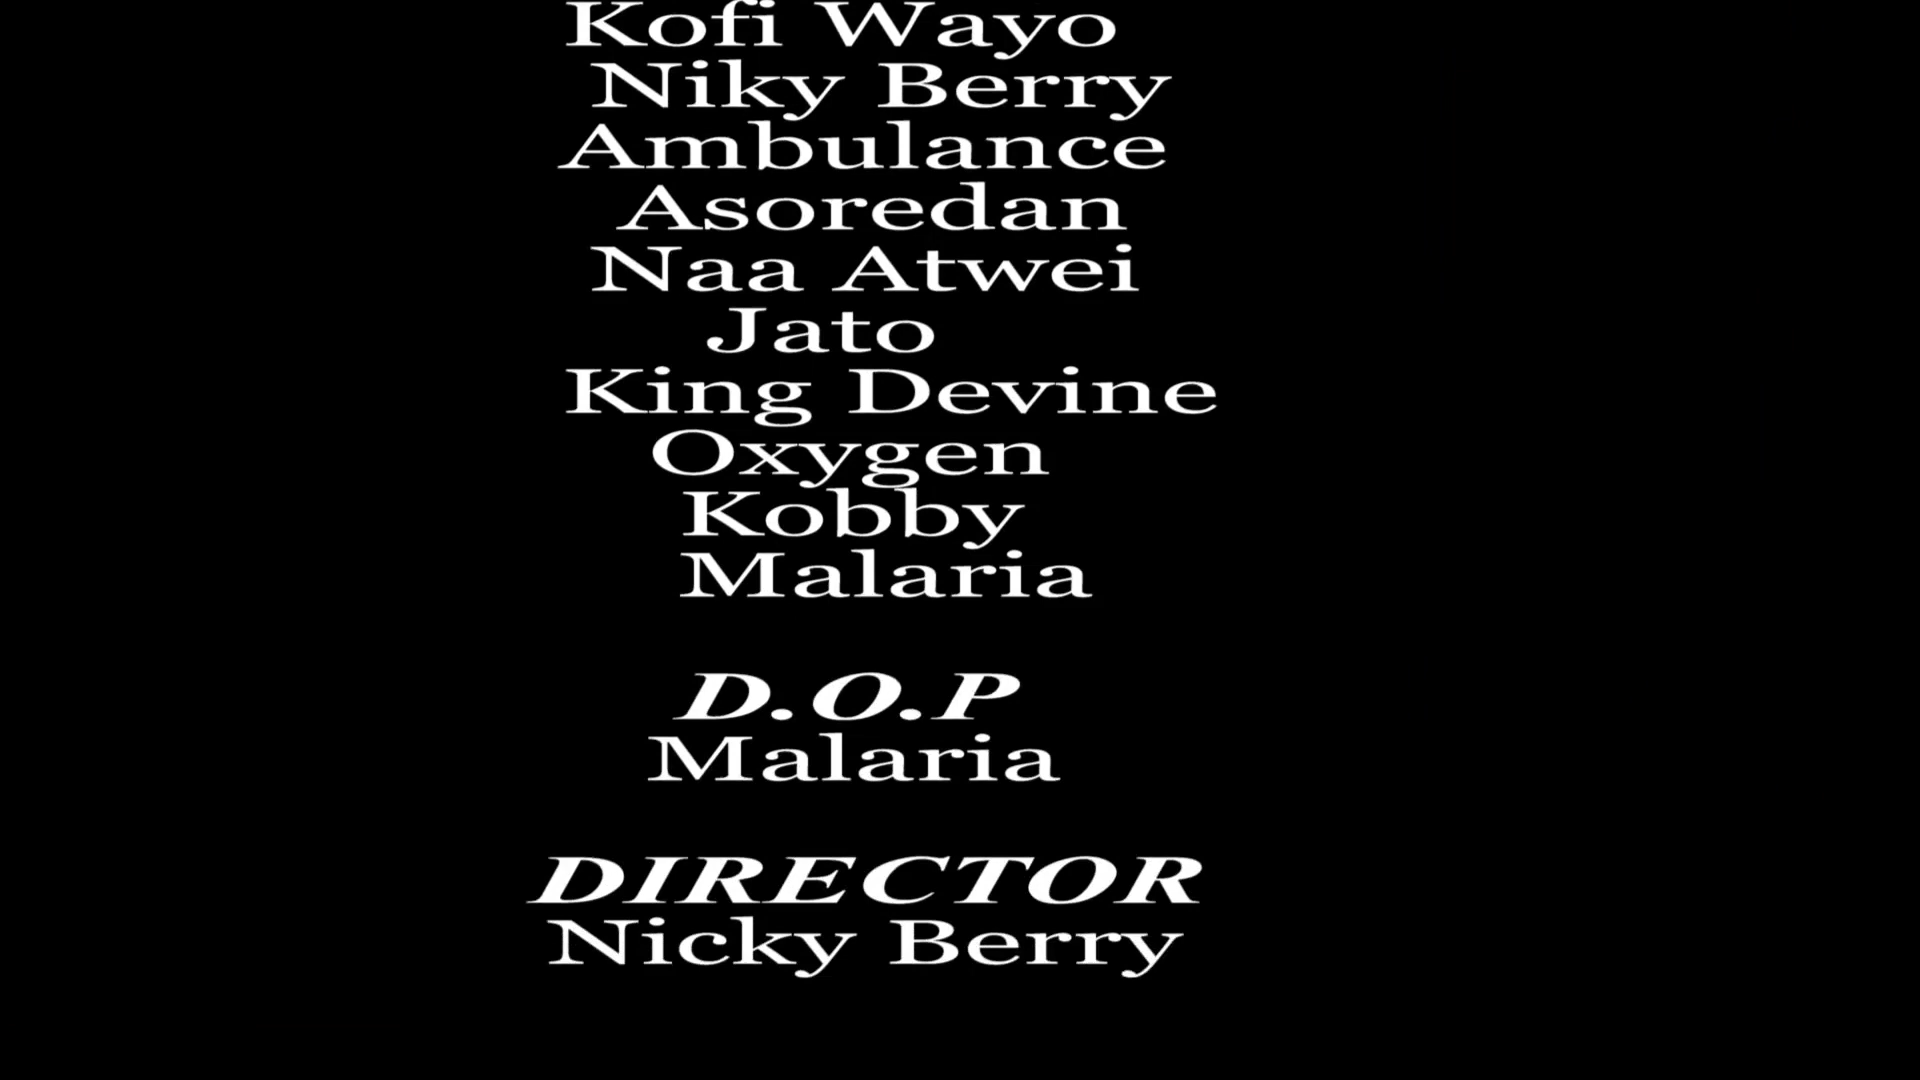 Kofi Wayo
Niky Berry
Ambulance
Asoredan
Naa Atwei
Jato
King Devine
Oxygen
Kobby
Malaria
D.O.P
Malaria
DIRECTOR
Nicky Berry